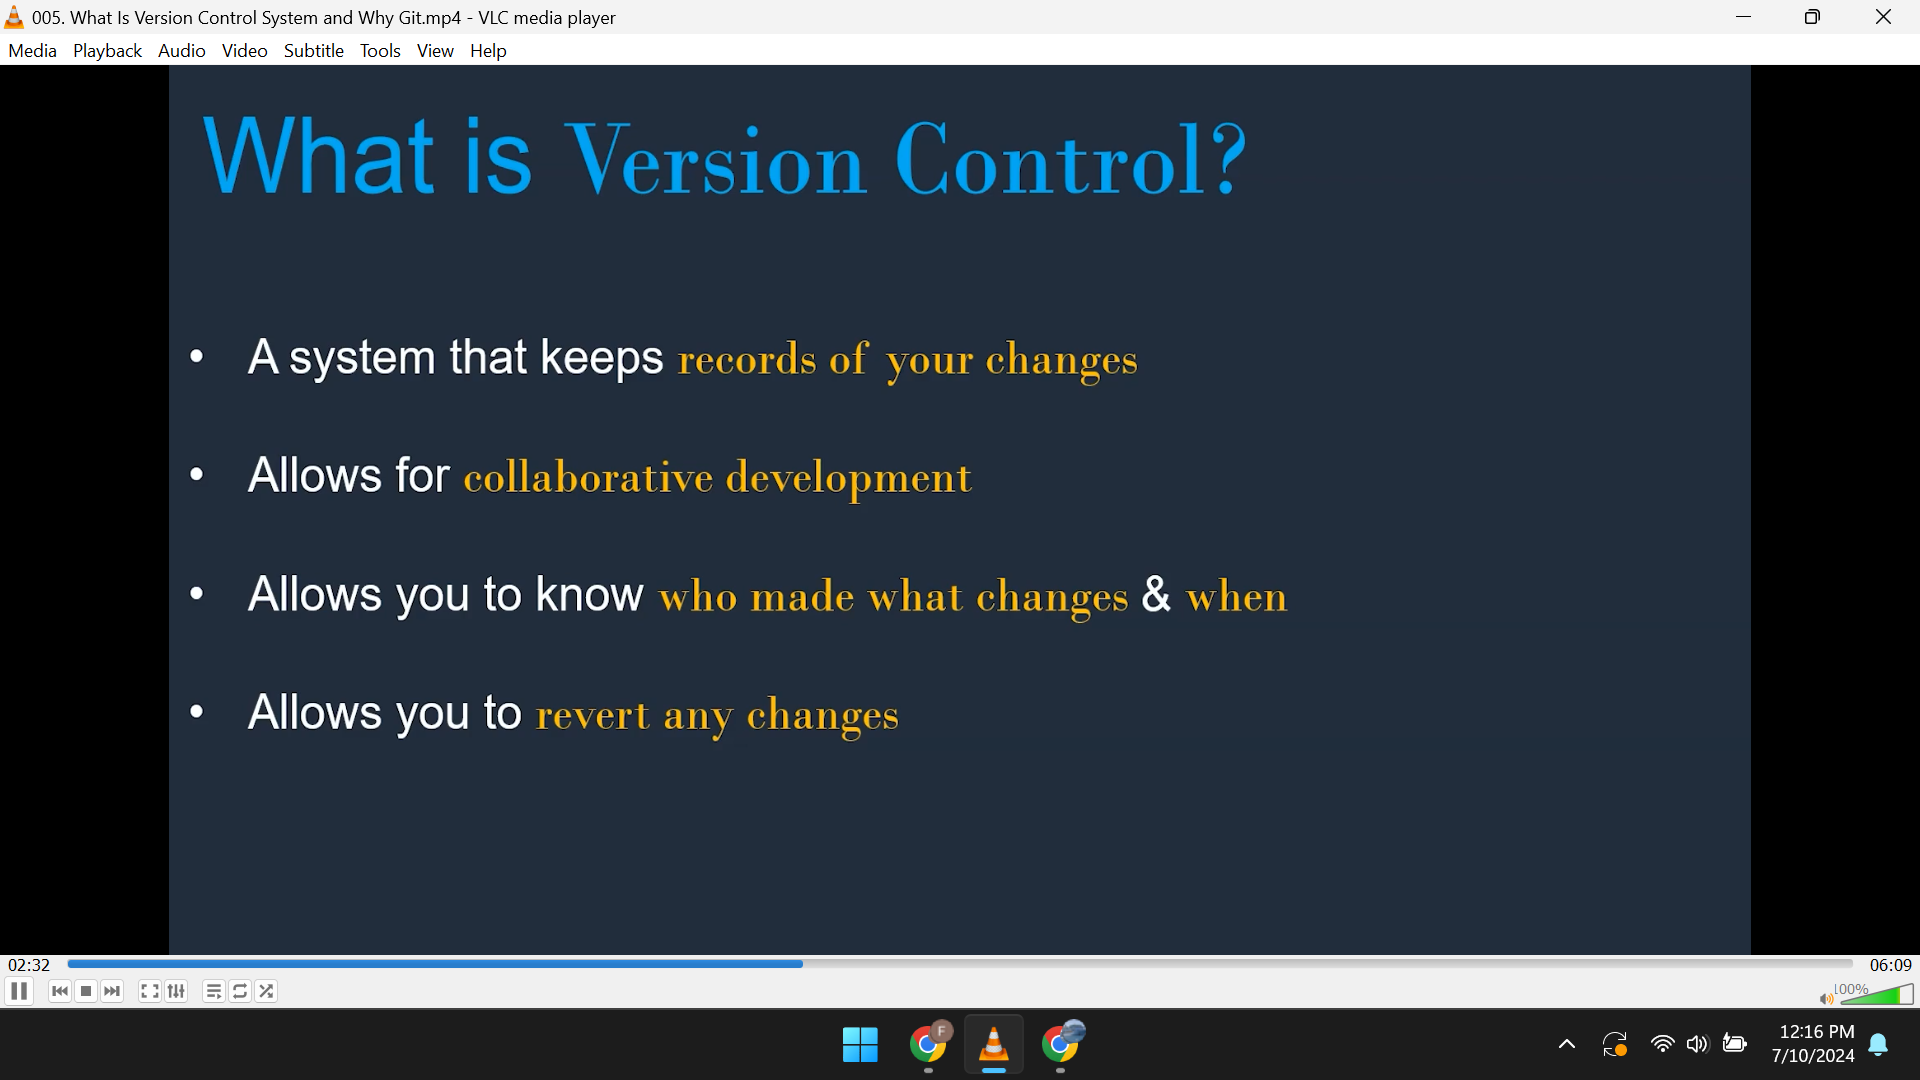 005. What Is Version Control System and Why Git.mp4 - VLC media player
Media Playback Audio Video Subtitle Tools View Help
What is Version Control?
• A system that keeps records of your changes
• Allows for collaborative development
• Allows you to know who made what changes & when
• Allows you to revert any changes
02:32 06:09
100%
F
12:16 PM
7/10/2024